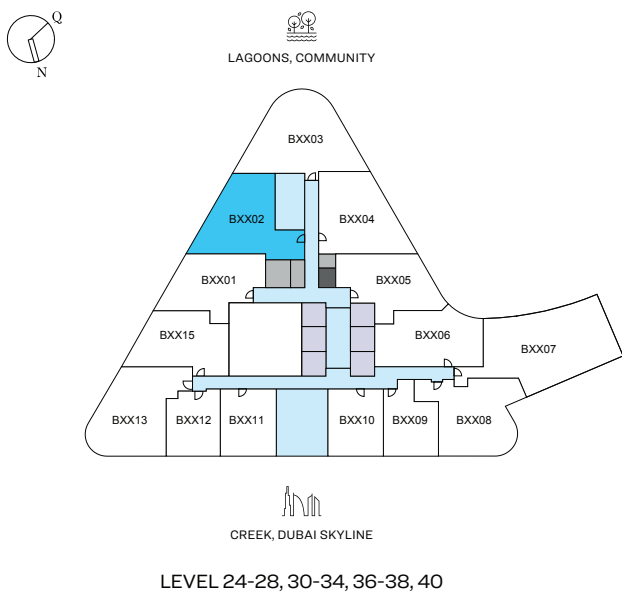 Q
N
LAGOONS, COMMUNITY
BXX03
BXX02
BXX04
BXX01
BXX05
BXX15
BXX06
BXX07
BXX13
BXX12
BXX11
BXX10
BXX09
BXX08
CREEK, DUBAI SKYLINE
LEVEL 24-28, 30-34, 36-38, 40